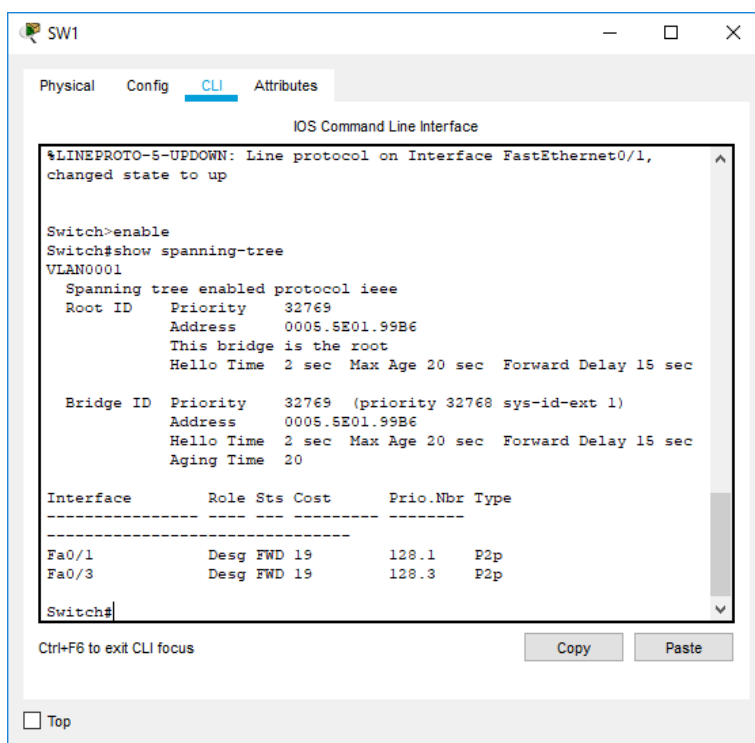 SW1
Physical Config CLI Attributes
IOS Command Line Interface
%LINEPROTO-5-UPDOWN: Line protocol on Interface FastEthernet0/1,
changed state to up
Switch>enable
Switch#show spanning-tree
VLAN0001
  Spanning tree enabled protocol ieee
  Root ID    Priority    32769
             Address     0005.5E01.99B6
             This bridge is the root
             Hello Time  2 sec  Max Age 20 sec  Forward Delay 15 sec
  Bridge ID  Priority    32769  (priority 32768 sys-id-ext 1)
             Address     0005.5E01.99B6
             Hello Time  2 sec  Max Age 20 sec  Forward Delay 15 sec
             Aging Time  20
Interface        Role Sts Cost      Prio.Nbr Type
---------------- ---- --- --------- --------
--------------------------------
Fa0/1            Desg FWD 19        128.1    P2p
Fa0/3            Desg FWD 19        128.3    P2p
Switch#
Ctrl+F6 to exit CLI focus Copy Paste
Top